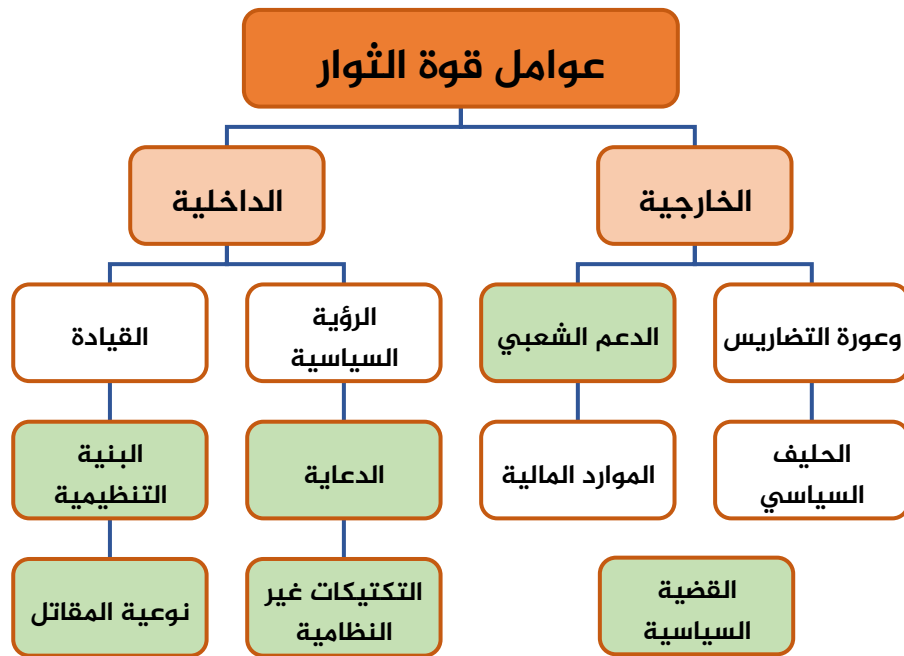 عوامل قوة الثوار
الخارجية
الداخلية
وعورة التضاريس
الدعم الشعبي
الرؤية
السياسية
القيادة
الحليف
السياسي
الموارد المالية
الدعاية
البنية
التنظيمية
القضية
السياسية
التكتيكات غير
النظامية
نوعية المقاتل